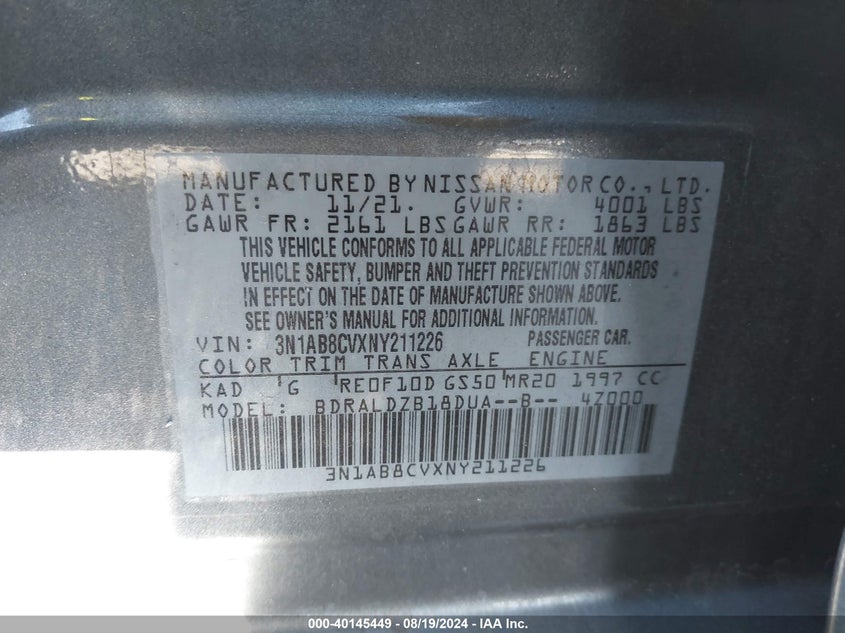 MANUFACTURED BY NISSAN MOTOR CO., LTD.
DATE: 11/21. GVWR: 4001 LBS
GAWR FR: 2161 LBS GAWR RR: 1863 LBS
THIS VEHICLE CONFORMS TO ALL APPLICABLE FEDERAL MOTOR
VEHICLE SAFETY, BUMPER AND THEFT PREVENTION STANDARDS
IN EFFECT ON THE DATE OF MANUFACTURE SHOWN ABOVE.
SEE OWNER'S MANUAL FOR ADDITIONAL INFORMATION.
VIN: 3N1AB8CVXNY211226 PASSENGER CAR.
COLOR TRIM TRANS AXLE ENGINE
KAD G RE0F10D GS50 MR20 1997 CC
MODEL: BDRALDZB18DUA--B-- 4Z000
3N1AB8CVXNY211226
000-40145449 - 08/19/2024 - IAA Inc.